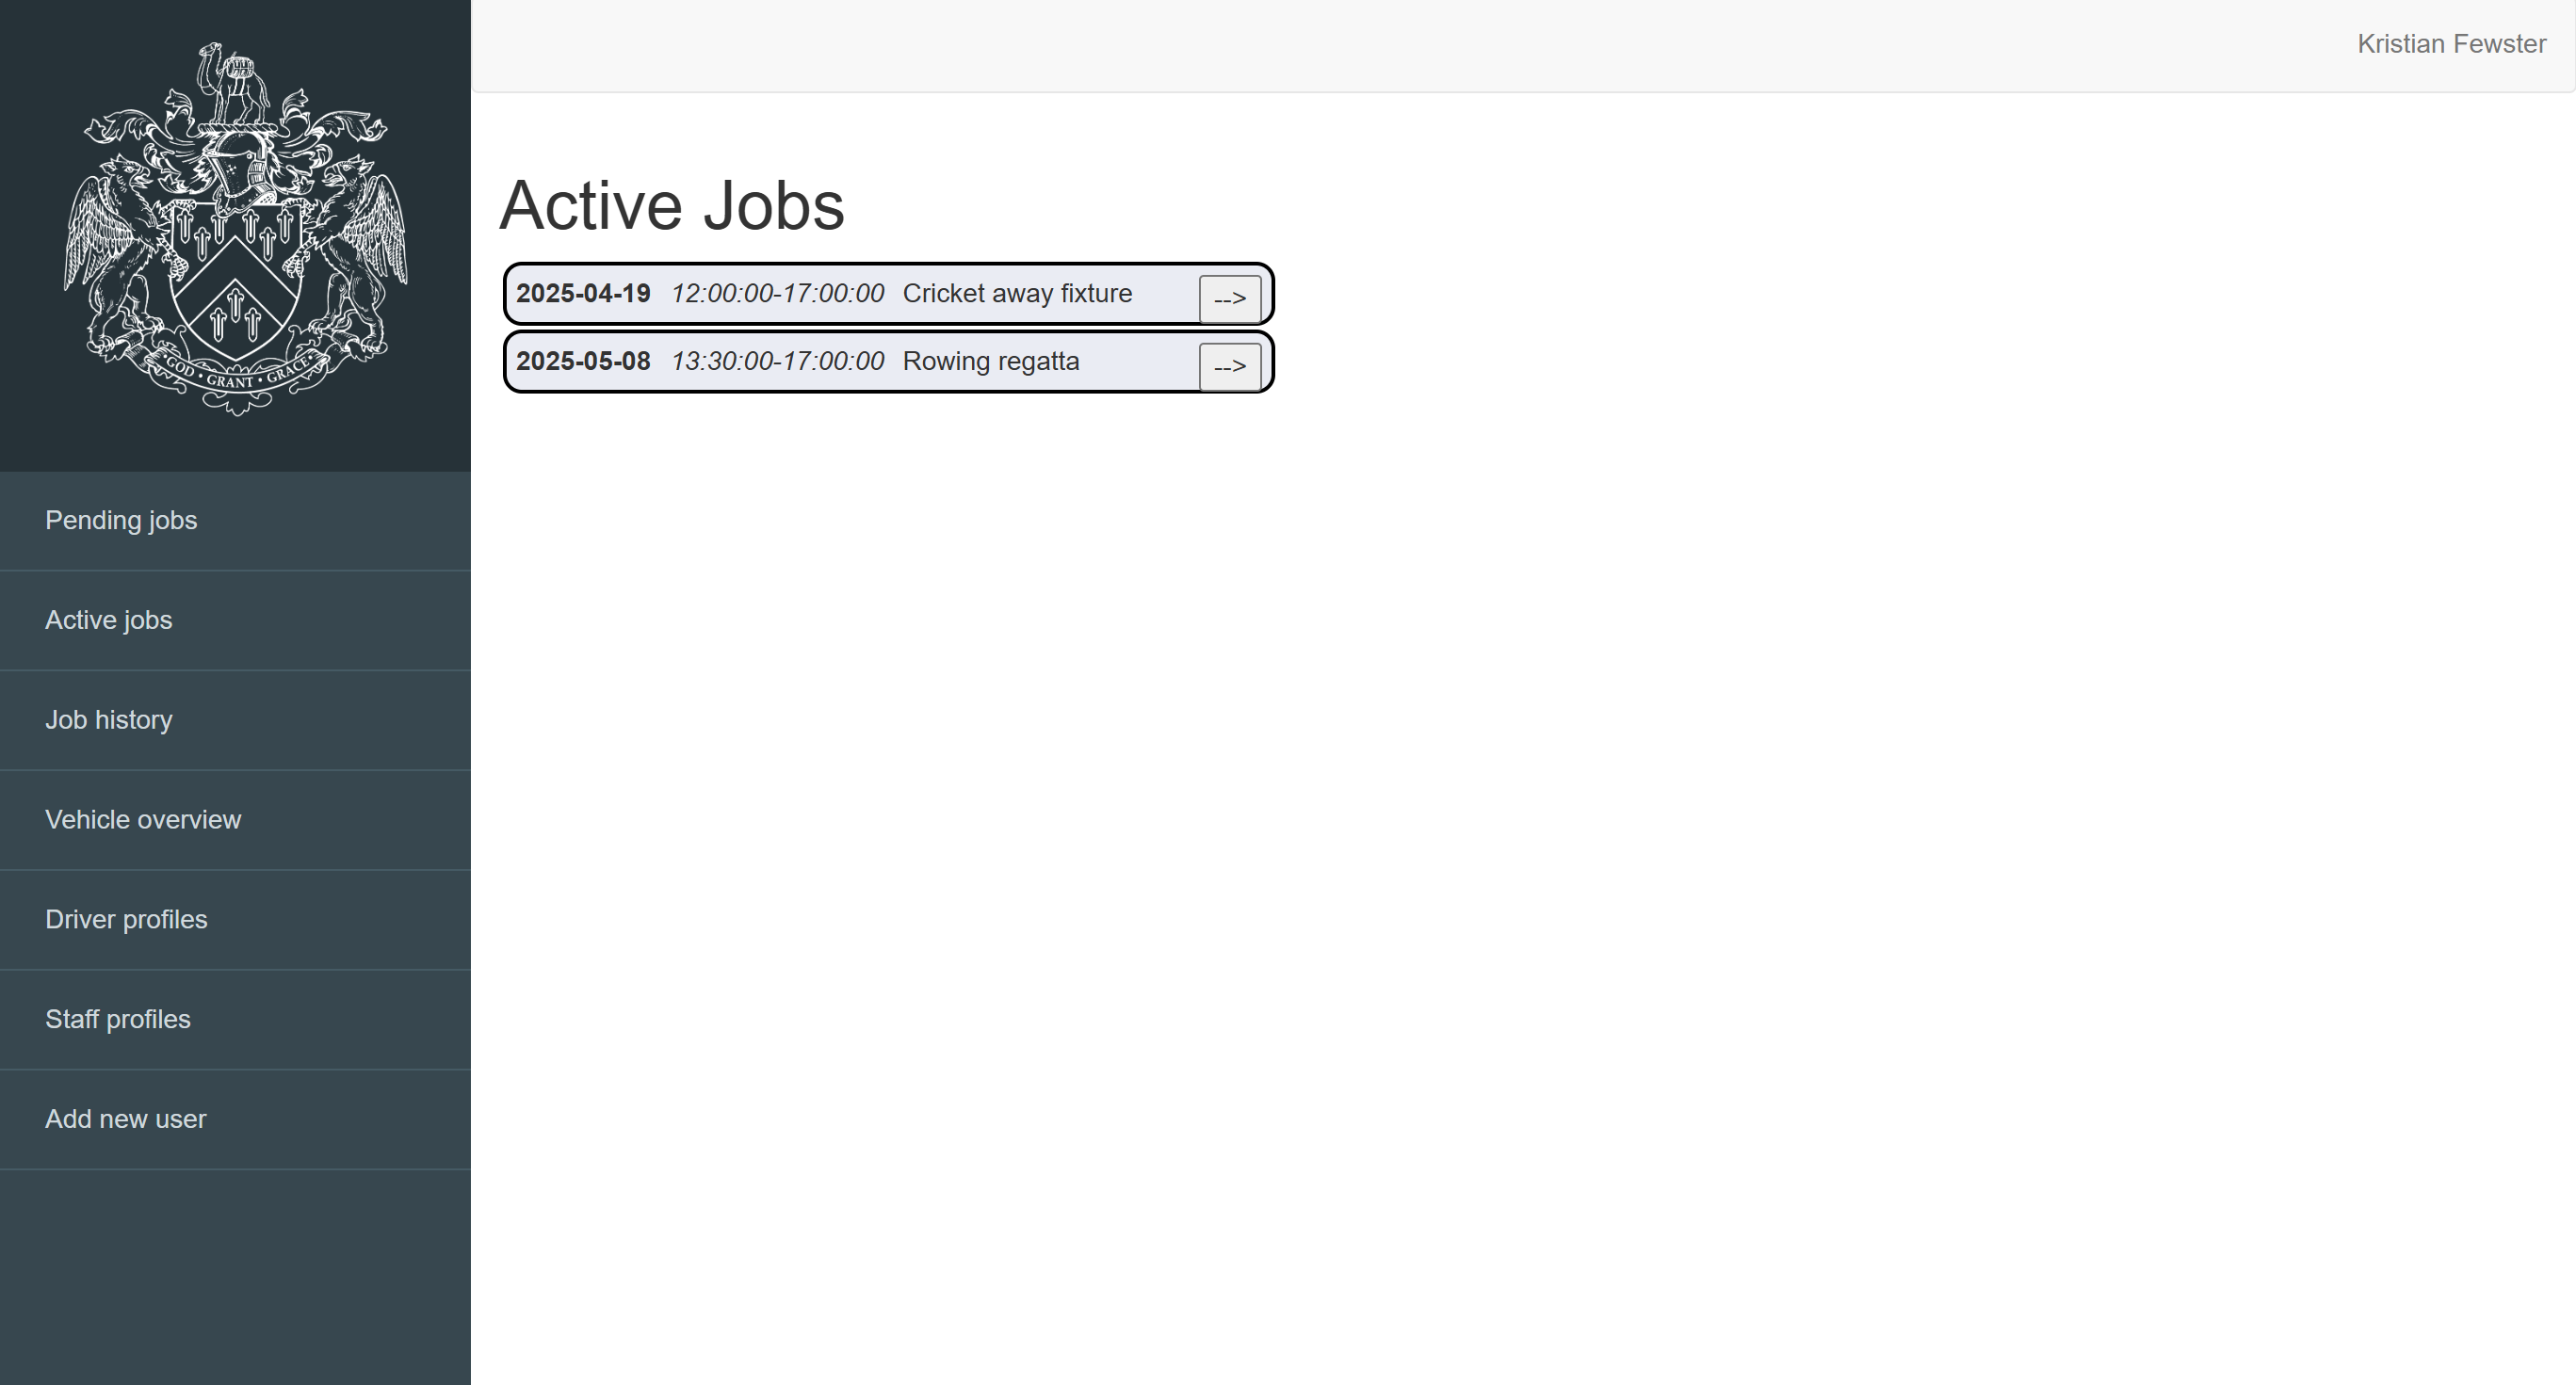 Kristian Fewster
GOD • GRANT • GRACE
Pending jobs
Active jobs
Job history
Vehicle overview
Driver profiles
Staff profiles
Add new user
Active Jobs
2025-04-19 12:00:00-17:00:00 Cricket away fixture -->
2025-05-08 13:30:00-17:00:00 Rowing regatta -->